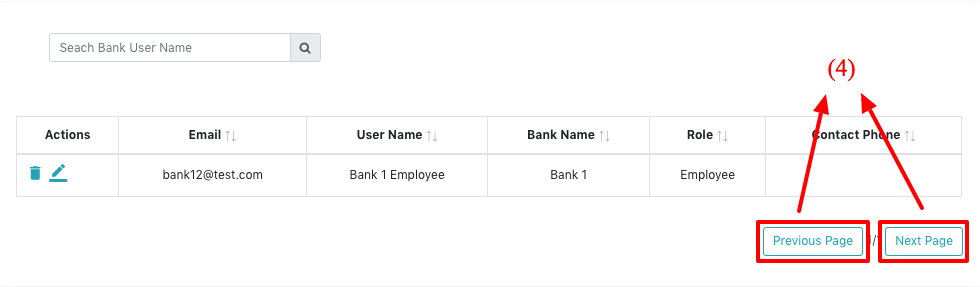 Seach Bank User Name
(4)
Actions Email User Name Bank Name Role Contact Phone
bank12@test.com Bank 1 Employee Bank 1 Employee
Previous Page Next Page